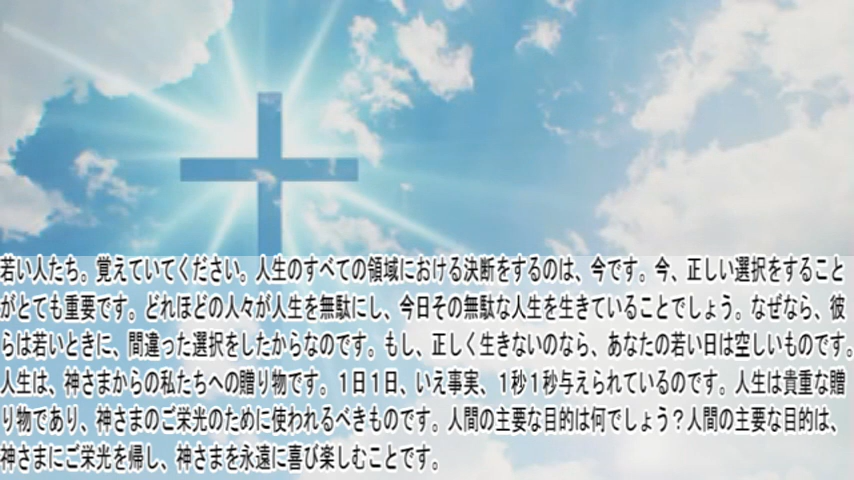 若い人たち。覚えていてください。人生のすべての領域における決断をするのは、今です。今、正しい選択をすること
がとても重要です。どれほどの人々が人生を無駄にし、今日その無駄な人生を生きていることでしょう。なぜなら、彼
らは若いときに、間違った選択をしたからなのです。もし、正しく生きないのなら、あなたの若い日は空しいものです。
人生は、神さまからの私たちへの贈り物です。１日１日、いえ事実、１秒１秒与えられているのです。人生は貴重な贈
り物であり、神さまのご栄光のために使われるべきものです。人間の主要な目的は何でしょう？人間の主要な目的は、
神さまにご栄光を帰し、神さまを永遠に喜び楽しむことです。